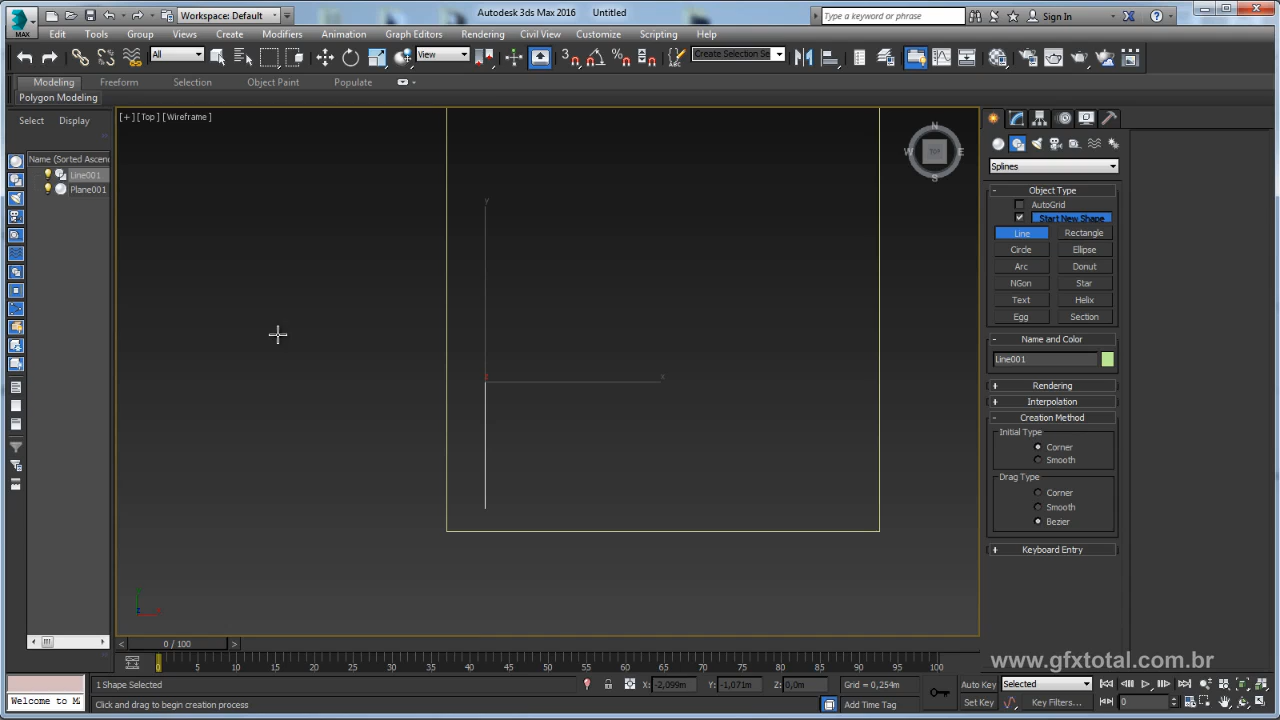 Workspace: Default
Autodesk 3ds Max 2016 Untitled
Type a keyword or phrase
Sign In
MAX
Edit Tools Group Views Create Modifiers Animation Graph Editors Rendering Civil View Customize Scripting Help
All
View
Create Selection Se
Modeling Freeform Selection Object Paint Populate
Polygon Modeling
Select Display
[+] [Top] [Wireframe]
Name (Sorted Ascen
Line001
Plane001
N
W TOP E
S
y
z
x
Splines
- Object Type
AutoGrid
Start New Shape
Line Rectangle
Circle Ellipse
Arc Donut
NGon Star
Text Helix
Egg Section
- Name and Color
Line001
+ Rendering
+ Interpolation
- Creation Method
Initial Type
Corner
Smooth
Drag Type
Corner
Smooth
Bezier
+ Keyboard Entry
< 0 / 100 >
0 5 10 15 20 25 30 35 40 45 50 55 60 65 70 75 80 85 90 95 100
www.gfxtotal.com.br
1 Shape Selected
X: -2,099m Y: -1,071m Z: 0,0m
Grid = 0,254m
Auto Key
Selected
Welcome to M
Click and drag to begin creation process
Add Time Tag
Set Key
Key Filters...
0